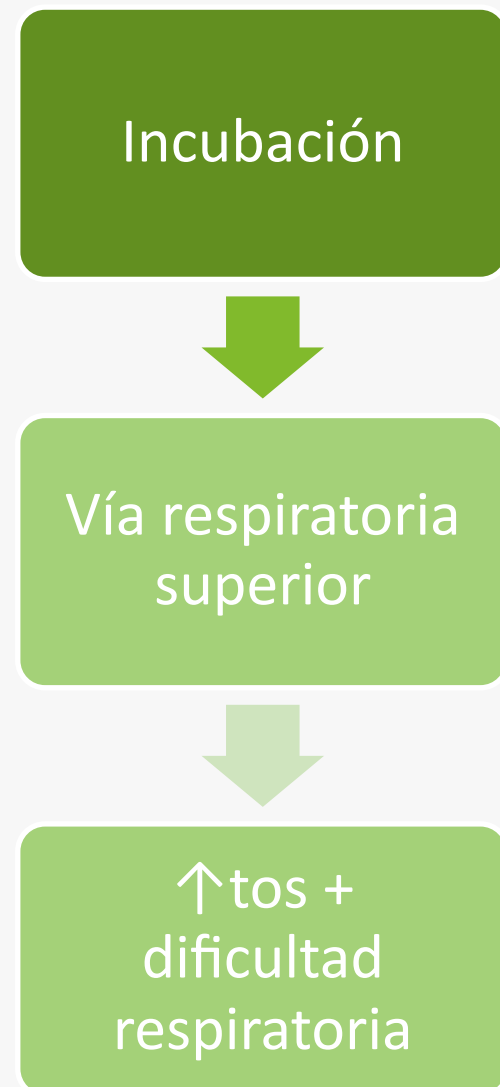 Incubación
Vía respiratoria
superior
↑tos +
dificultad
respiratoria